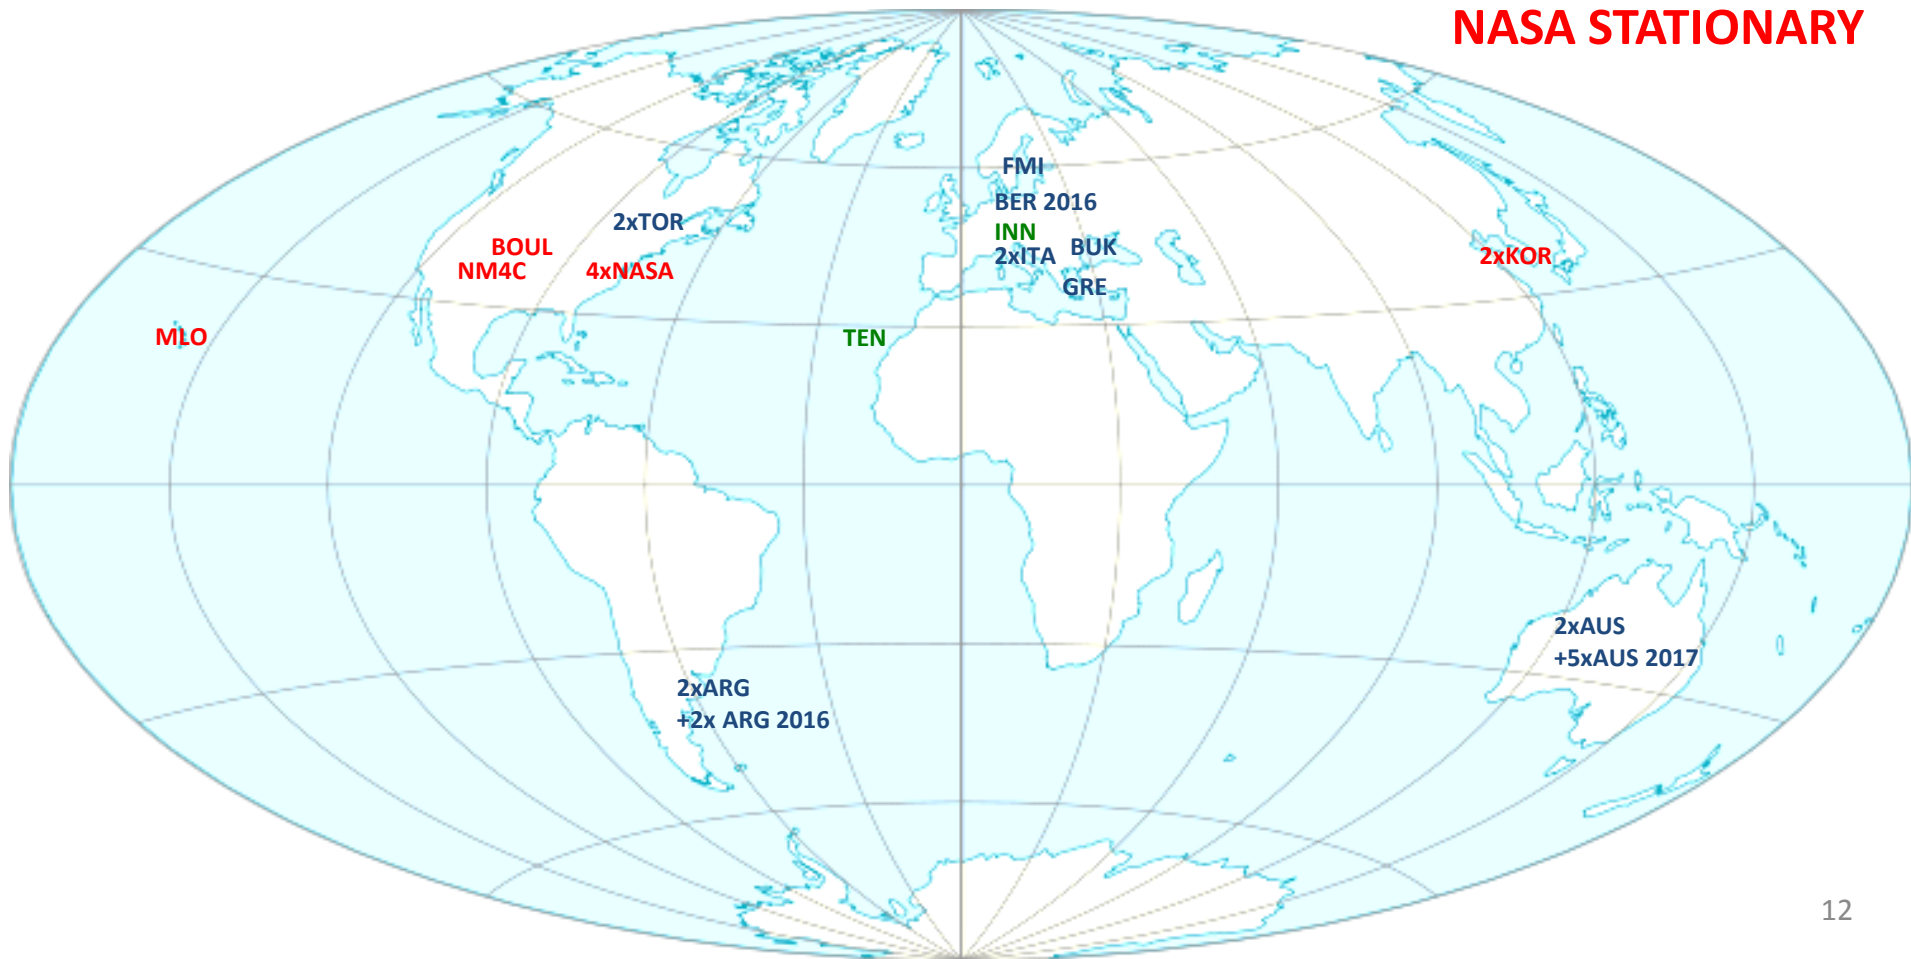 NASA STATIONARY
FMI
BER 2016
2xTOR
INN
BOUL
2xITA
BUK
2xKOR
NM4C
4xNASA
GRE
MLO
TEN
2xAUS
+5xAUS 2017
2xARG
+2x ARG 2016
12